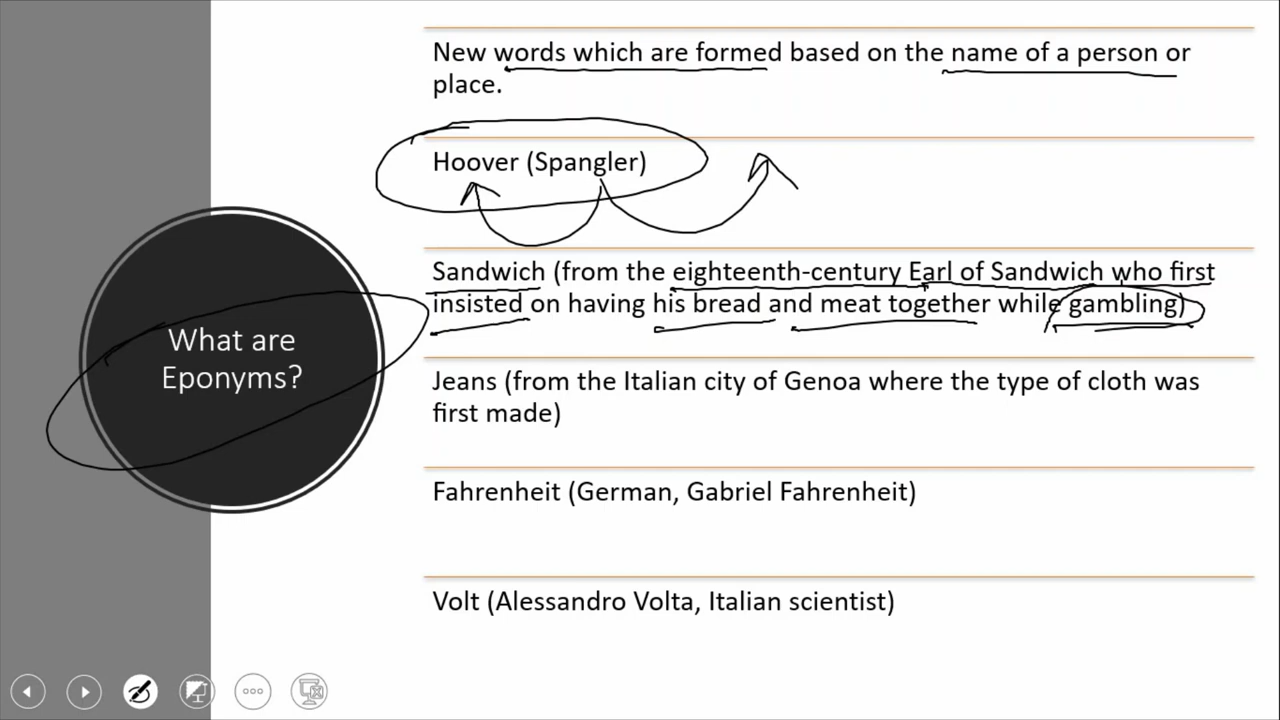 What are
Eponyms?
New words which are formed based on the name of a person or
place.
Hoover (Spangler)
Sandwich (from the eighteenth-century Earl of Sandwich who first
insisted on having his bread and meat together while gambling)
Jeans (from the Italian city of Genoa where the type of cloth was
first made)
Fahrenheit (German, Gabriel Fahrenheit)
Volt (Alessandro Volta, Italian scientist)